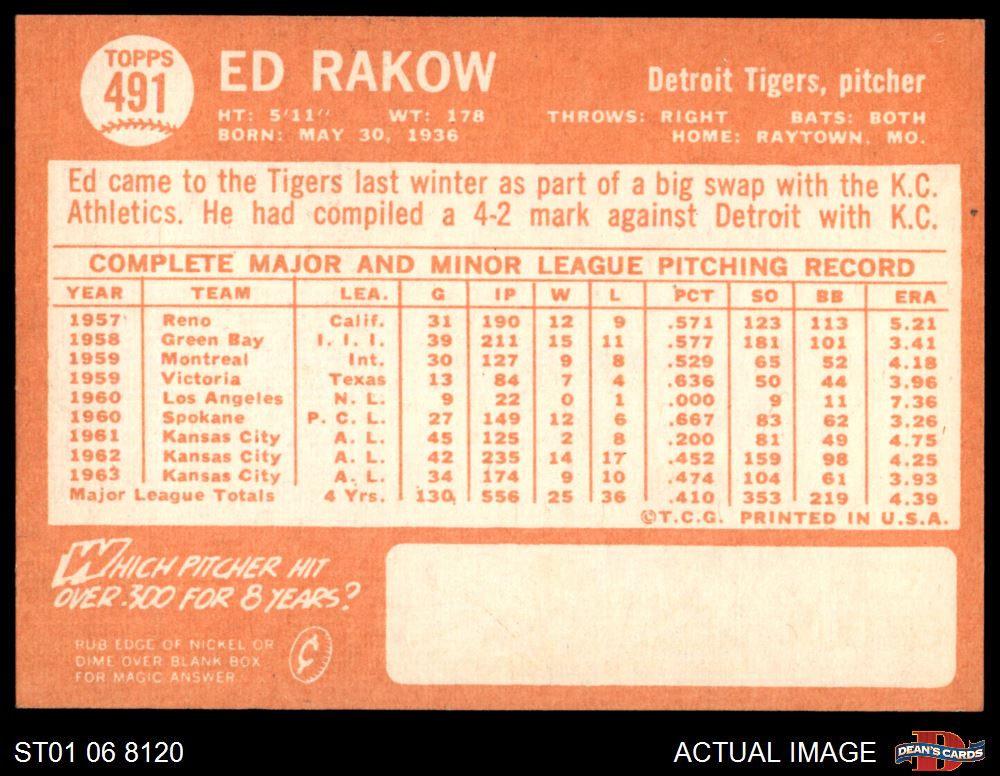 TOPPS
491
ED RAKOW
Detroit Tigers, pitcher
HT: 5'11" WT: 178 THROWS: RIGHT BATS: BOTH
BORN: MAY 30, 1936 HOME: RAYTOWN, MO.
Ed came to the Tigers last winter as part of a big swap with the K.C.
Athletics. He had compiled a 4-2 mark against Detroit with K.C.
COMPLETE MAJOR AND MINOR LEAGUE PITCHING RECORD
YEAR TEAM LEA. G IP W L PCT SO BB ERA
1957 Reno Calif. 31 190 12 9 .571 123 113 5.21
1958 Green Bay I. I. I. 39 211 15 11 .577 181 101 3.41
1959 Montreal Int. 30 127 9 8 .529 65 52 4.18
1959 Victoria Texas 13 84 7 4 .636 50 44 3.96
1960 Los Angeles N. L. 9 22 0 1 .000 9 11 7.36
1960 Spokane P. C. L. 27 149 12 6 .667 83 62 3.26
1961 Kansas City A. L. 45 125 2 8 .200 81 49 4.75
1962 Kansas City A. L. 42 235 14 17 .452 159 98 4.25
1963 Kansas City A. L. 34 174 9 10 .474 104 61 3.93
Major League Totals 4 Yrs. 130 556 25 36 .410 353 219 4.39
©T.C.G. PRINTED IN U.S.A.
WHICH PITCHER HIT
OVER .300 FOR 8 YEARS?
RUB EDGE OF NICKEL OR
DIME OVER BLANK BOX
FOR MAGIC ANSWER.
¢
ST01 06 8120
ACTUAL IMAGE
D
DEAN'S CARDS